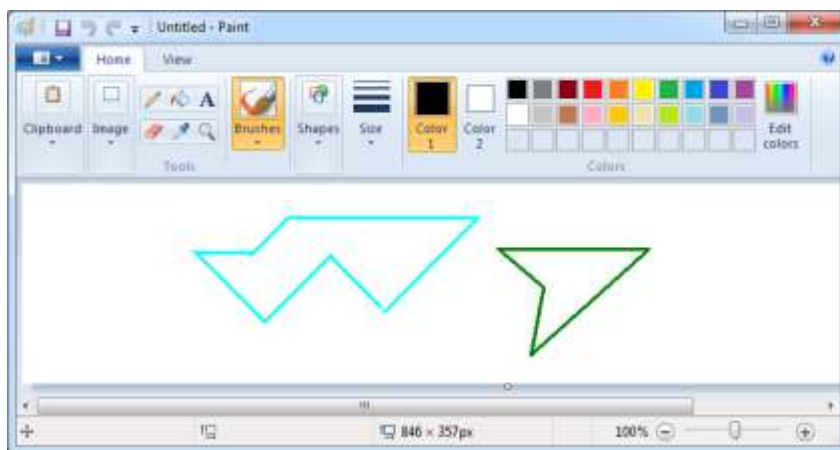 Untitled - Paint
Home View
Clipboard Image Tools Brushes Shapes Size Color 1 Color 2 Edit colors
Colors
846 × 357px 100%